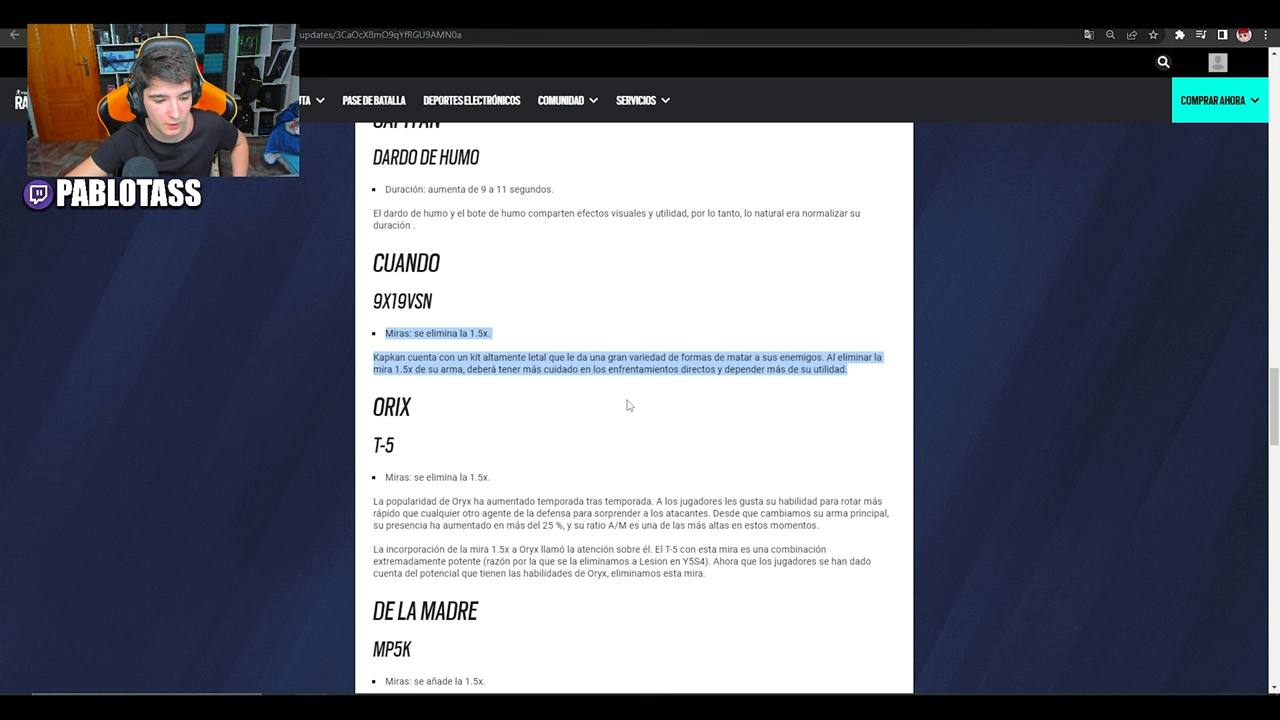 updates/3CaOcX8mO9qYfRGU9AMN0a
PASE DE BATALLA
DEPORTES ELECTRÓNICOS
COMUNIDAD
SERVICIOS
COMPRAR AHORA
PABLOTASS
DARDO DE HUMO
Duración: aumenta de 9 a 11 segundos.
El dardo de humo y el bote de humo comparten efectos visuales y utilidad, por lo tanto, lo natural era normalizar su
duración .
CUANDO
9X19VSN
Miras: se elimina la 1.5x.
Kapkan cuenta con un kit altamente letal que le da una gran variedad de formas de matar a sus enemigos. Al eliminar la
mira 1.5x de su arma, deberá tener más cuidado en los enfrentamientos directos y depender más de su utilidad.
ORIX
T-5
Miras: se elimina la 1.5x.
La popularidad de Oryx ha aumentado temporada tras temporada. A los jugadores les gusta su habilidad para rotar más
rápido que cualquier otro agente de la defensa para sorprender a los atacantes. Desde que cambiamos su arma principal,
su presencia ha aumentado en más del 25 %, y su ratio A/M es una de las más altas en estos momentos.
La incorporación de la mira 1.5x a Oryx llamó la atención sobre él. El T-5 con esta mira es una combinación
extremadamente potente (razón por la que se la eliminamos a Lesion en Y5S4). Ahora que los jugadores se han dado
cuenta del potencial que tienen las habilidades de Oryx, eliminamos esta mira.
DE LA MADRE
MP5K
Miras: se añade la 1.5x.